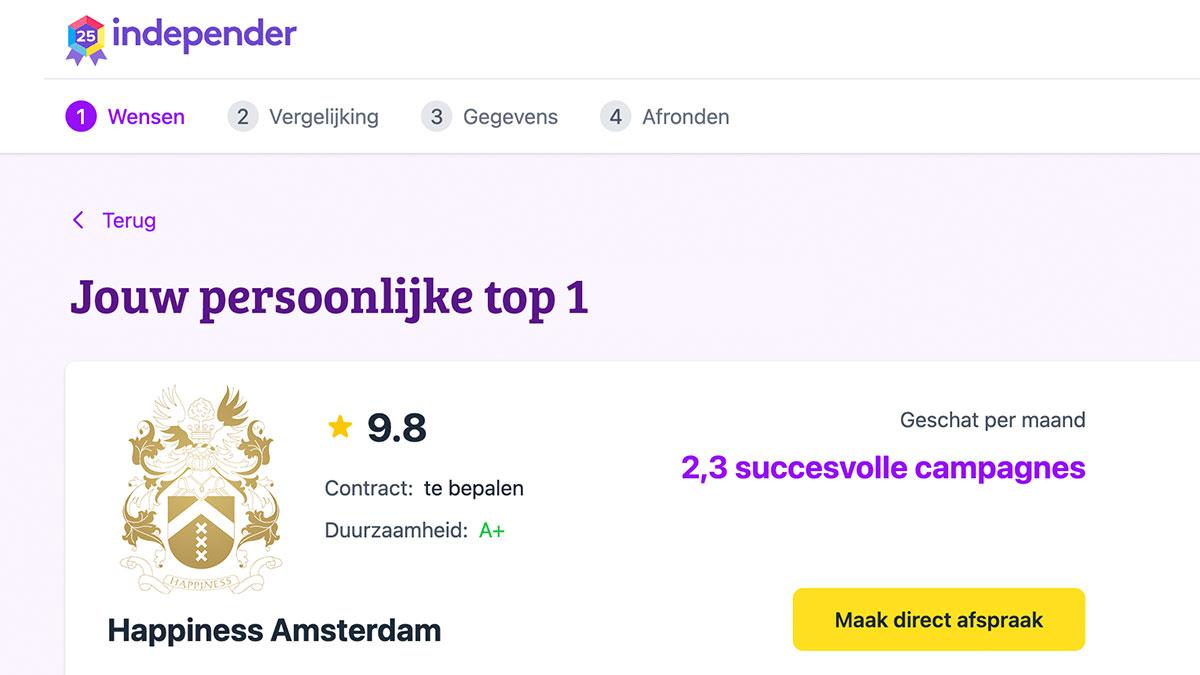 25 independer
1 Wensen 2 Vergelijking 3 Gegevens 4 Afronden
Terug
Jouw persoonlijke top 1
9.8
Contract: te bepalen
Duurzaamheid: A+
Geschat per maand
2,3 succesvolle campagnes
HAPPINESS
Happiness Amsterdam
Maak direct afspraak